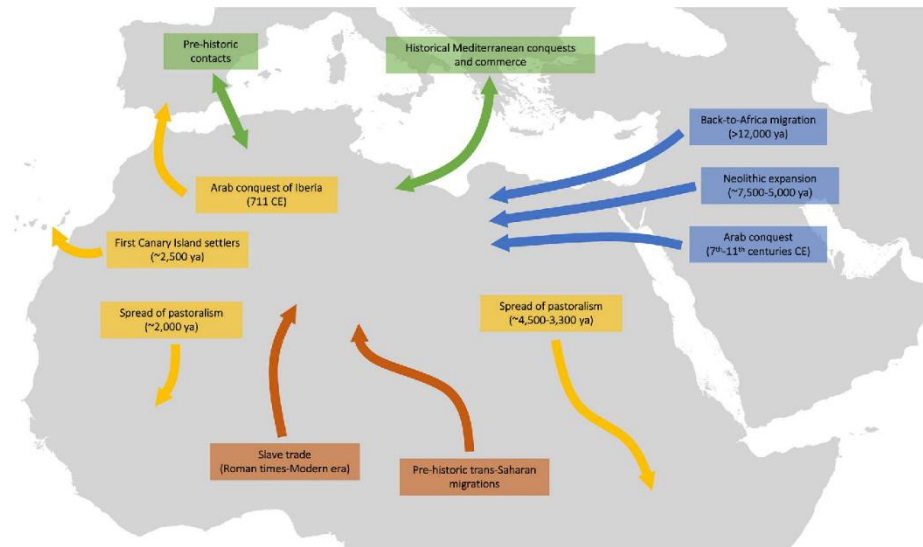 Pre-historic
contacts
Historical Mediterranean conquests
and commerce
Back-to-Africa migration
(>12,000 ya)
Neolithic expansion
(~7,500-5,000 ya)
Arab conquest of Iberia
(711 CE)
First Canary Island settlers
(~2,500 ya)
Arab conquest
(7th-11th centuries CE)
Spread of pastoralism
(~2,000 ya)
Spread of pastoralism
(~4,500-3,300 ya)
Slave trade
(Roman times-Modern era)
Pre-historic trans-Saharan
migrations